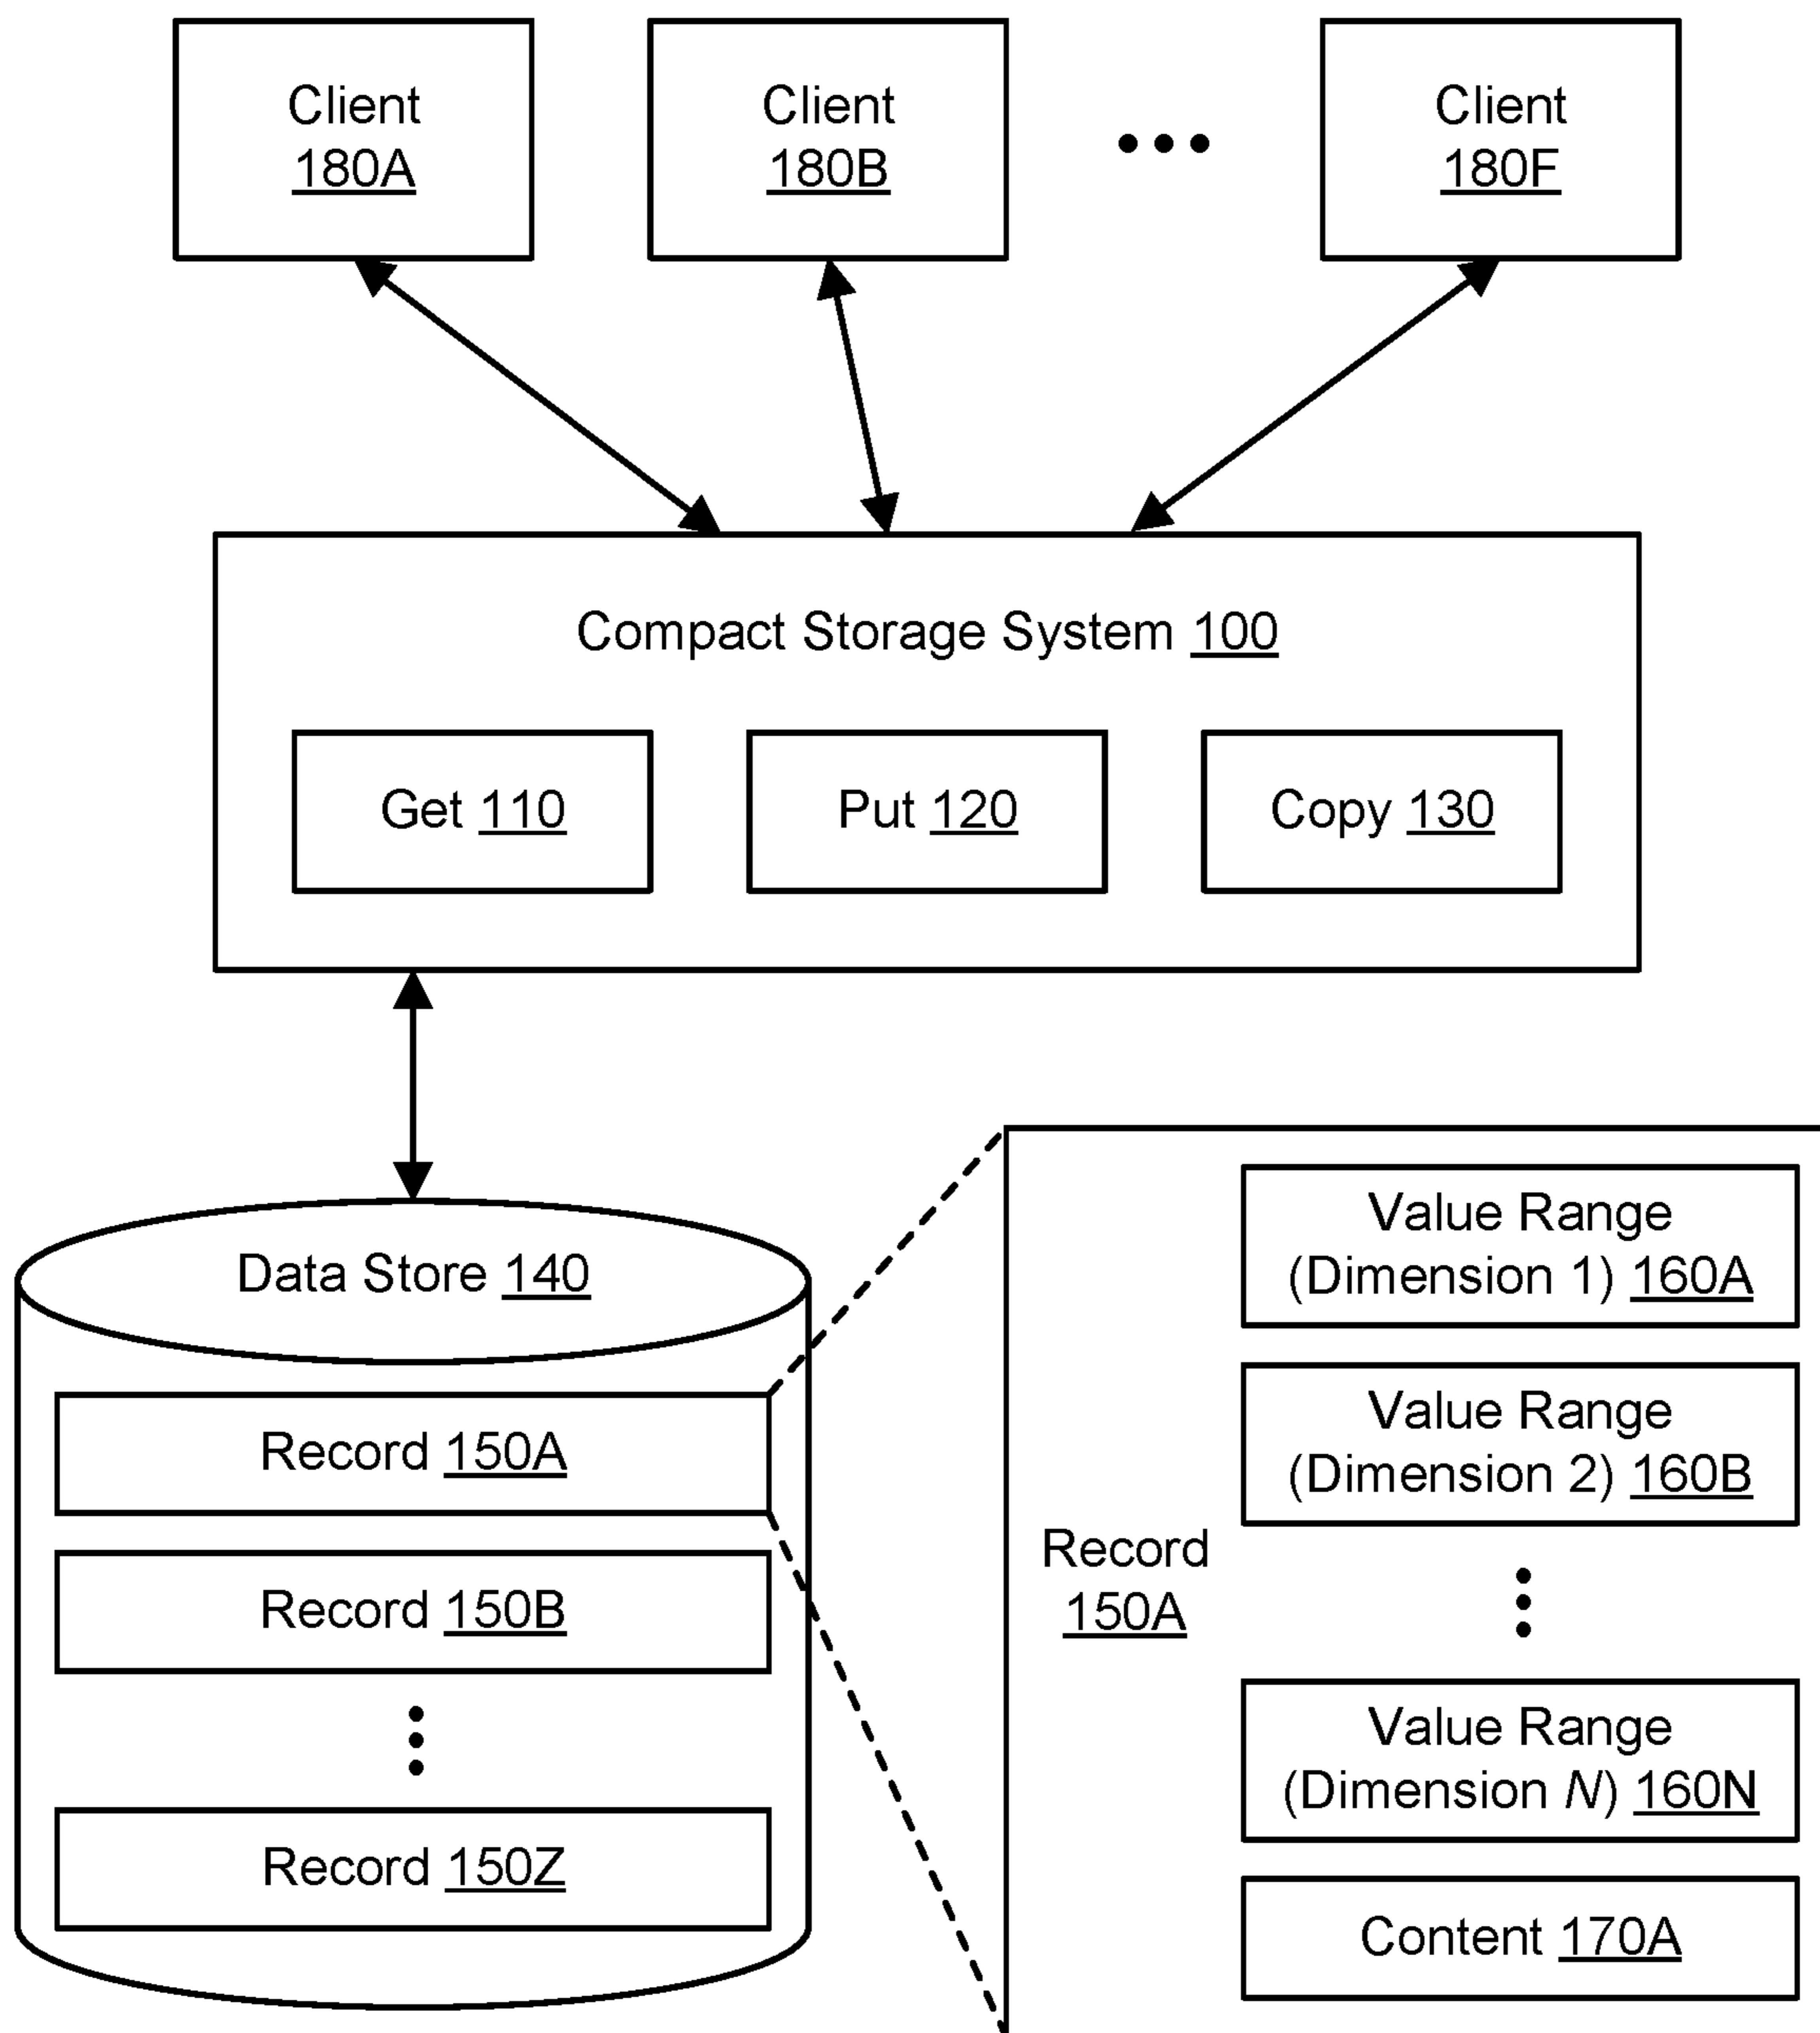 Client
180A
Client
180B
Client
180F
Compact Storage System 100
Get 110
Put 120
Copy 130
Data Store 140
Record 150A
Record 150B
Record 150Z
Record
150A
Value Range
(Dimension 1) 160A
Value Range
(Dimension 2) 160B
Value Range
(Dimension N) 160N
Content 170A